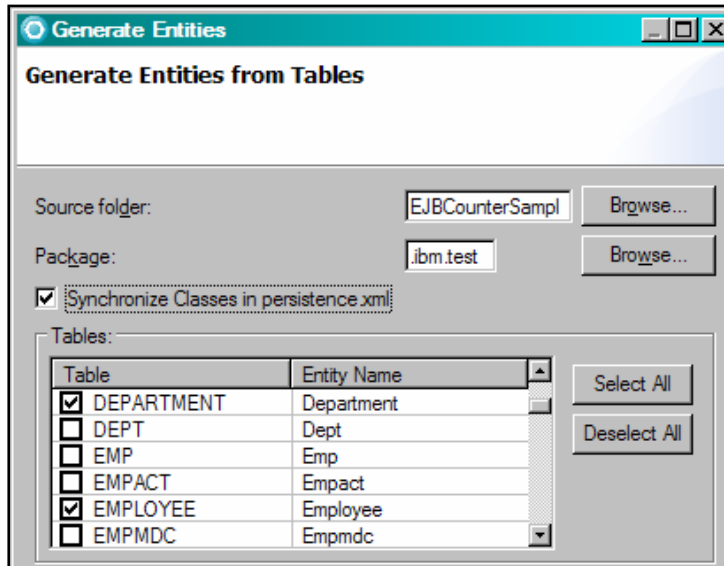 Generate Entities
Generate Entities from Tables
Source folder: EJBCounterSampl Browse...
Package: .ibm.test Browse...
Synchronize Classes in persistence.xml
Tables:
Table Entity Name
DEPARTMENT Department
DEPT Dept
EMP Emp
EMPACT Empact
EMPLOYEE Employee
EMPMDC Empmdc
Select All
Deselect All